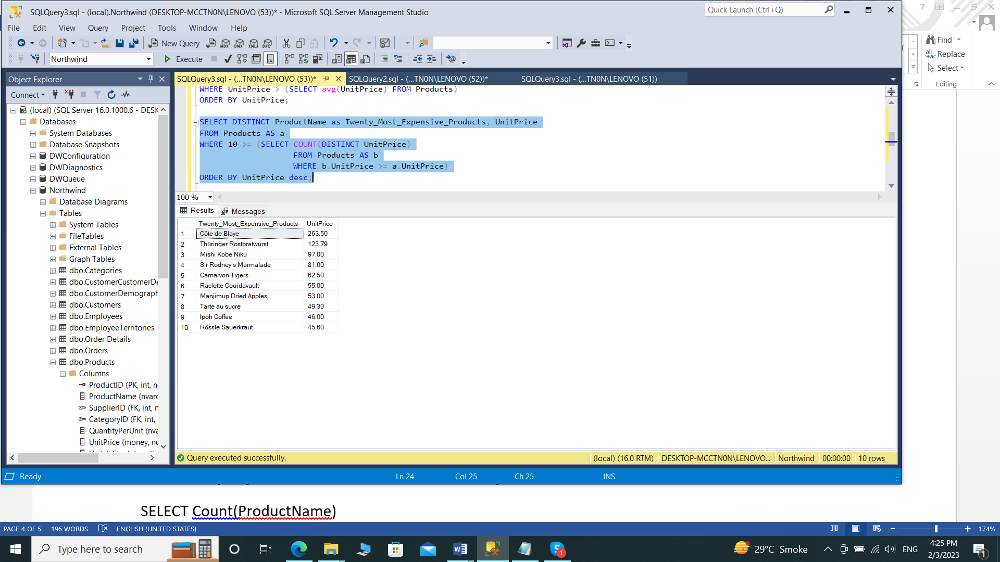 SQLQuery3.sql - (local).Northwind (DESKTOP-MCCTN0N\LENOVO (53))* - Microsoft SQL Server Management Studio
Quick Launch (Ctrl+Q)
File Edit View Query Project Tools Window Help
New Query
MDX DMX XMLA DAX
Northwind
Execute
Find
Replace
Select
Editing
Object Explorer
Connect
SQLQuery3.sql - (...TN0N\LENOVO (53))*
SQLQuery2.sql - (...TN0N\LENOVO (52))*
SQLQuery3.sql - (...TN0N\LENOVO (51))
(local) (SQL Server 16.0.1000.6 - DESK
Databases
System Databases
Database Snapshots
DWConfiguration
DWDiagnostics
DWQueue
Northwind
Database Diagrams
Tables
System Tables
FileTables
External Tables
Graph Tables
dbo.Categories
dbo.CustomerCustomerDe
dbo.CustomerDemograph
dbo.Customers
dbo.Employees
dbo.EmployeeTerritories
dbo.Order Details
dbo.Orders
dbo.Products
Columns
ProductID (PK, int, n
ProductName (nvarc
SupplierID (FK, int, n
CategoryID (FK, int,
QuantityPerUnit (nva
UnitPrice (money, nu
WHERE UnitPrice > (SELECT avg(UnitPrice) FROM Products)
ORDER BY UnitPrice;
SELECT DISTINCT ProductName as Twenty_Most_Expensive_Products, UnitPrice
FROM Products AS a
WHERE 10 >= (SELECT COUNT(DISTINCT UnitPrice)
FROM Products AS b
WHERE b.UnitPrice >= a.UnitPrice)
ORDER BY UnitPrice desc;
100 %
Results Messages
Twenty_Most_Expensive_Products UnitPrice
1 Côte de Blaye 263.50
2 Thüringer Rostbratwurst 123.79
3 Mishi Kobe Niku 97.00
4 Sir Rodney's Marmalade 81.00
5 Carnarvon Tigers 62.50
6 Raclette Courdavault 55.00
7 Manjimup Dried Apples 53.00
8 Tarte au sucre 49.30
9 Ipoh Coffee 46.00
10 Rössle Sauerkraut 45.60
Query executed successfully.
(local) (16.0 RTM) DESKTOP-MCCTN0N\LENOVO... Northwind 00:00:00 10 rows
Ready Ln 24 Col 25 Ch 25 INS
SELECT Count(ProductName)
PAGE 4 OF 5 196 WORDS ENGLISH (UNITED STATES) 174%
Type here to search
29°C Smoke
ENG
4:25 PM
2/3/2023
1
1